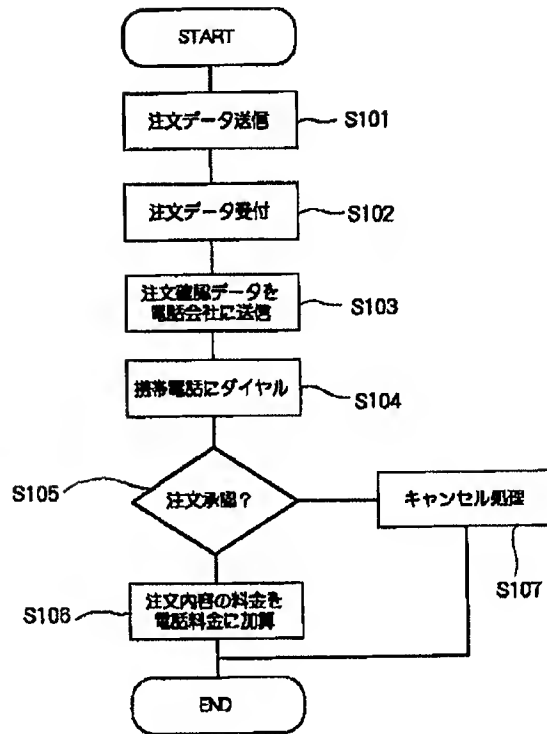 START
注文データ送信
S101
注文データ受付
S102
注文確認データを
電話会社に送信
S103
携帯電話にダイヤル
S104
S105
注文承認?
キャンセル処理
S107
S106
注文内容の料金を
電話料金に加算
END